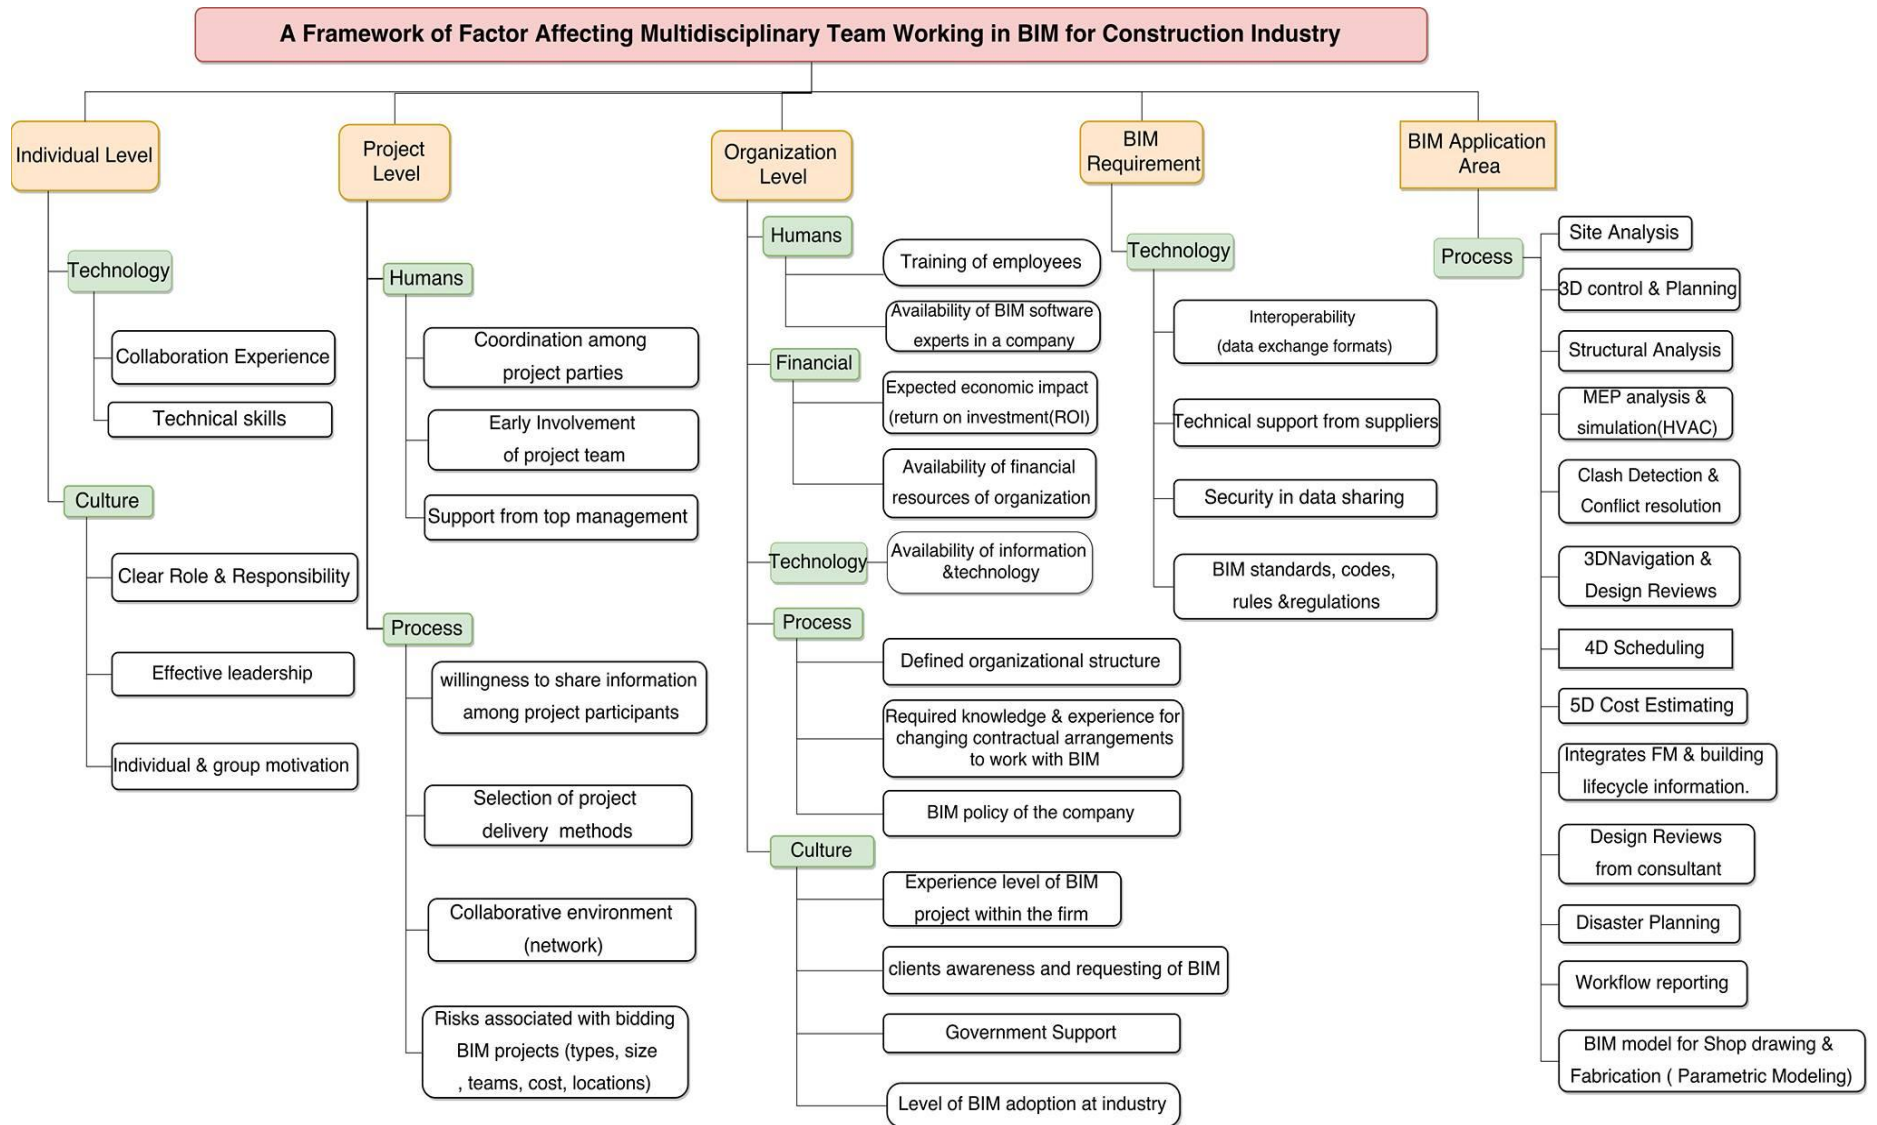 A Framework of Factor Affecting Multidisciplinary Team Working in BIM for Construction Industry
Individual Level
Technology
Collaboration Experience
Technical skills
Culture
Clear Role & Responsibility
Effective leadership
Individual & group motivation
Project
Level
Humans
Coordination among
project parties
Early Involvement
of project team
Support from top management
Process
willingness to share information
among project participants
Selection of project
delivery methods
Collaborative environment
(network)
Risks associated with bidding
BIM projects (types, size
, teams, cost, locations)
Organization
Level
Humans
Training of employees
Availability of BIM software
experts in a company
Financial
Expected economic impact
(return on investment(ROI)
Availability of financial
resources of organization
Technology
Availability of information
&technology
Process
Defined organizational structure
Required knowledge & experience for
changing contractual arrangements
to work with BIM
BIM policy of the company
Culture
Experience level of BIM
project within the firm
clients awareness and requesting of BIM
Government Support
Level of BIM adoption at industry
BIM
Requirement
Technology
Interoperability
(data exchange formats)
Technical support from suppliers
Security in data sharing
BIM standards, codes,
rules &regulations
BIM Application
Area
Process
Site Analysis
3D control & Planning
Structural Analysis
MEP analysis &
simulation(HVAC)
Clash Detection &
Conflict resolution
3DNavigation &
Design Reviews
4D Scheduling
5D Cost Estimating
Integrates FM & building
lifecycle information.
Design Reviews
from consultant
Disaster Planning
Workflow reporting
BIM model for Shop drawing &
Fabrication ( Parametric Modeling)